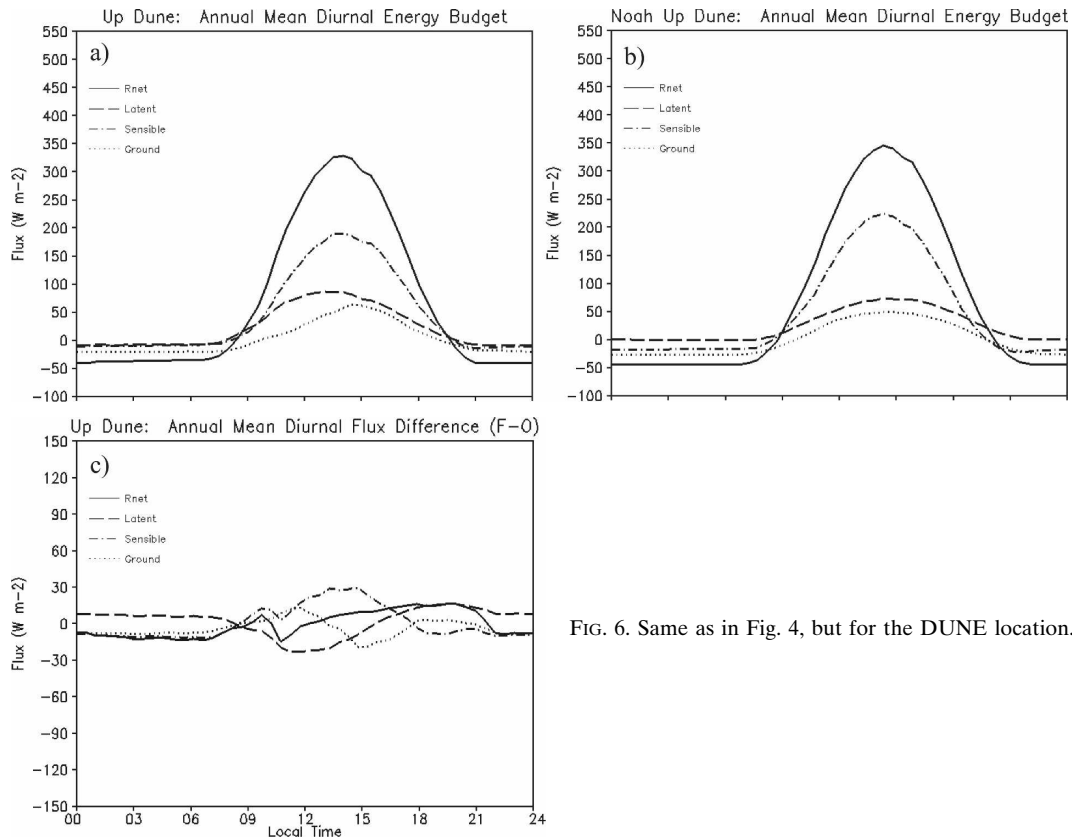 Up Dune: Annual Mean Diurnal Energy Budget
550
500
450
400
350
300
250
200
150
100
50
0
−50
−100
Flux (W m−2)
a)
Rnet
Latent
Sensible
Ground
Noah Up Dune: Annual Mean Diurnal Energy Budget
550
500
450
400
350
300
250
200
150
100
50
0
−50
−100
Flux (W m−2)
b)
Rnet
Latent
Sensible
Ground
Up Dune: Annual Mean Diurnal Flux Difference (F−O)
150
120
90
60
30
0
−30
−60
−90
−120
−150
Flux (W m−2)
c)
Rnet
Latent
Sensible
Ground
00 03 06 09 12 15 18 21 24
Local Time
FIG. 6. Same as in Fig. 4, but for the DUNE location.